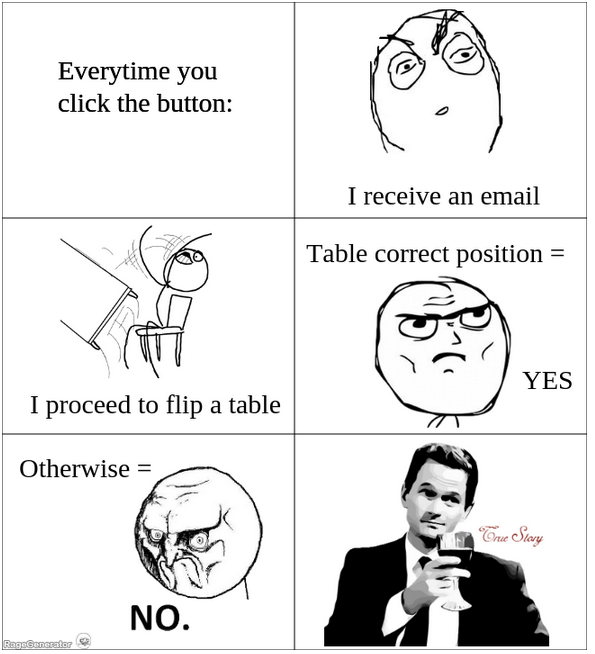 Everytime you
click the button:
I receive an email
I proceed to flip a table
Table correct position =
YES
Otherwise =
NO.
True Story
RageGenerator